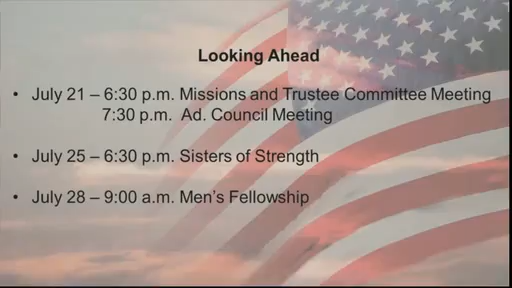 Looking Ahead
• July 21 – 6:30 p.m. Missions and Trustee Committee Meeting
7:30 p.m. Ad. Council Meeting
• July 25 – 6:30 p.m. Sisters of Strength
• July 28 – 9:00 a.m. Men’s Fellowship